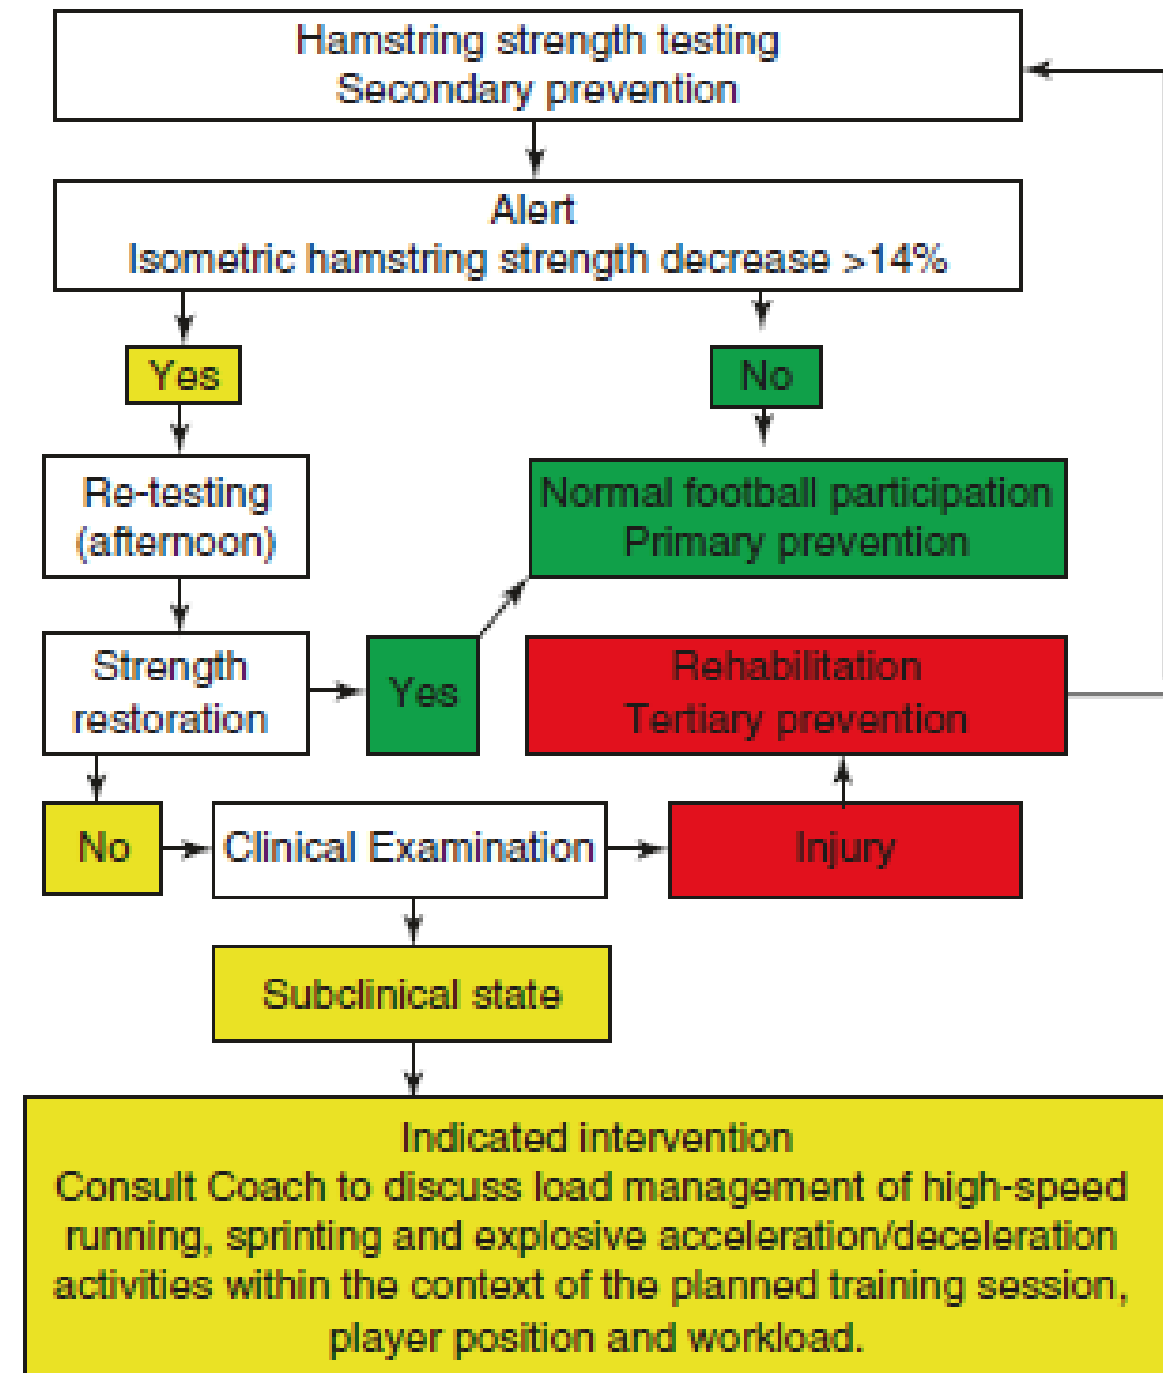 Hamstring strength testing
Secondary prevention
Alert
Isometric hamstring strength decrease >14%
Yes
No
Re-testing
(afternoon)
Normal football participation
Primary prevention
Strength
restoration
Yes
Rehabilitation
Tertiary prevention
No
Clinical Examination
Injury
Subclinical state
Indicated intervention
Consult Coach to discuss load management of high-speed
running, sprinting and explosive acceleration/deceleration
activities within the context of the planned training session,
player position and workload.